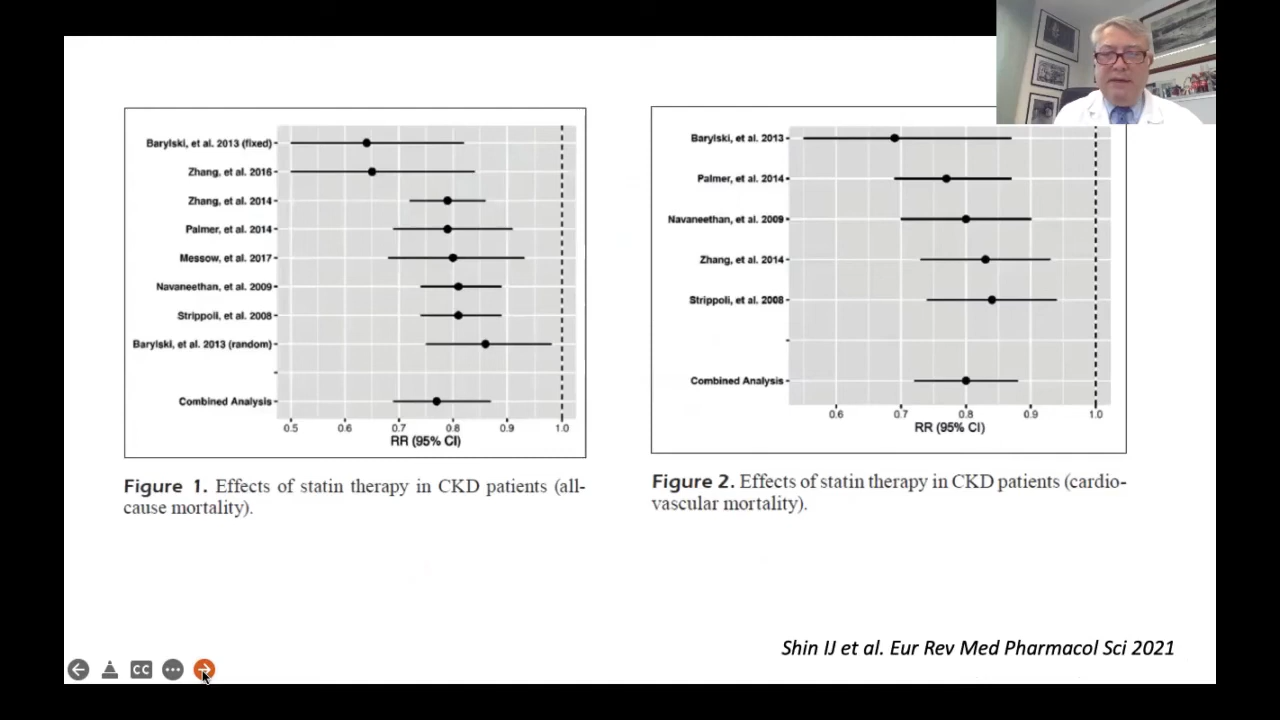 Barylski, et al. 2013 (fixed)
Zhang, et al. 2016
Zhang, et al. 2014
Palmer, et al. 2014
Messow, et al. 2017
Navaneethan, et al. 2009
Strippoli, et al. 2008
Barylski, et al. 2013 (random)
Combined Analysis
0.5 0.6 0.7 0.8 0.9 1.0
RR (95% CI)
Figure 1. Effects of statin therapy in CKD patients (all-
cause mortality).
Barylski, et al. 2013
Palmer, et al. 2014
Navaneethan, et al. 2009
Zhang, et al. 2014
Strippoli, et al. 2008
Combined Analysis
0.6 0.7 0.8 0.9 1.0
RR (95% CI)
Figure 2. Effects of statin therapy in CKD patients (cardio-
vascular mortality).
Shin IJ et al. Eur Rev Med Pharmacol Sci 2021
CC